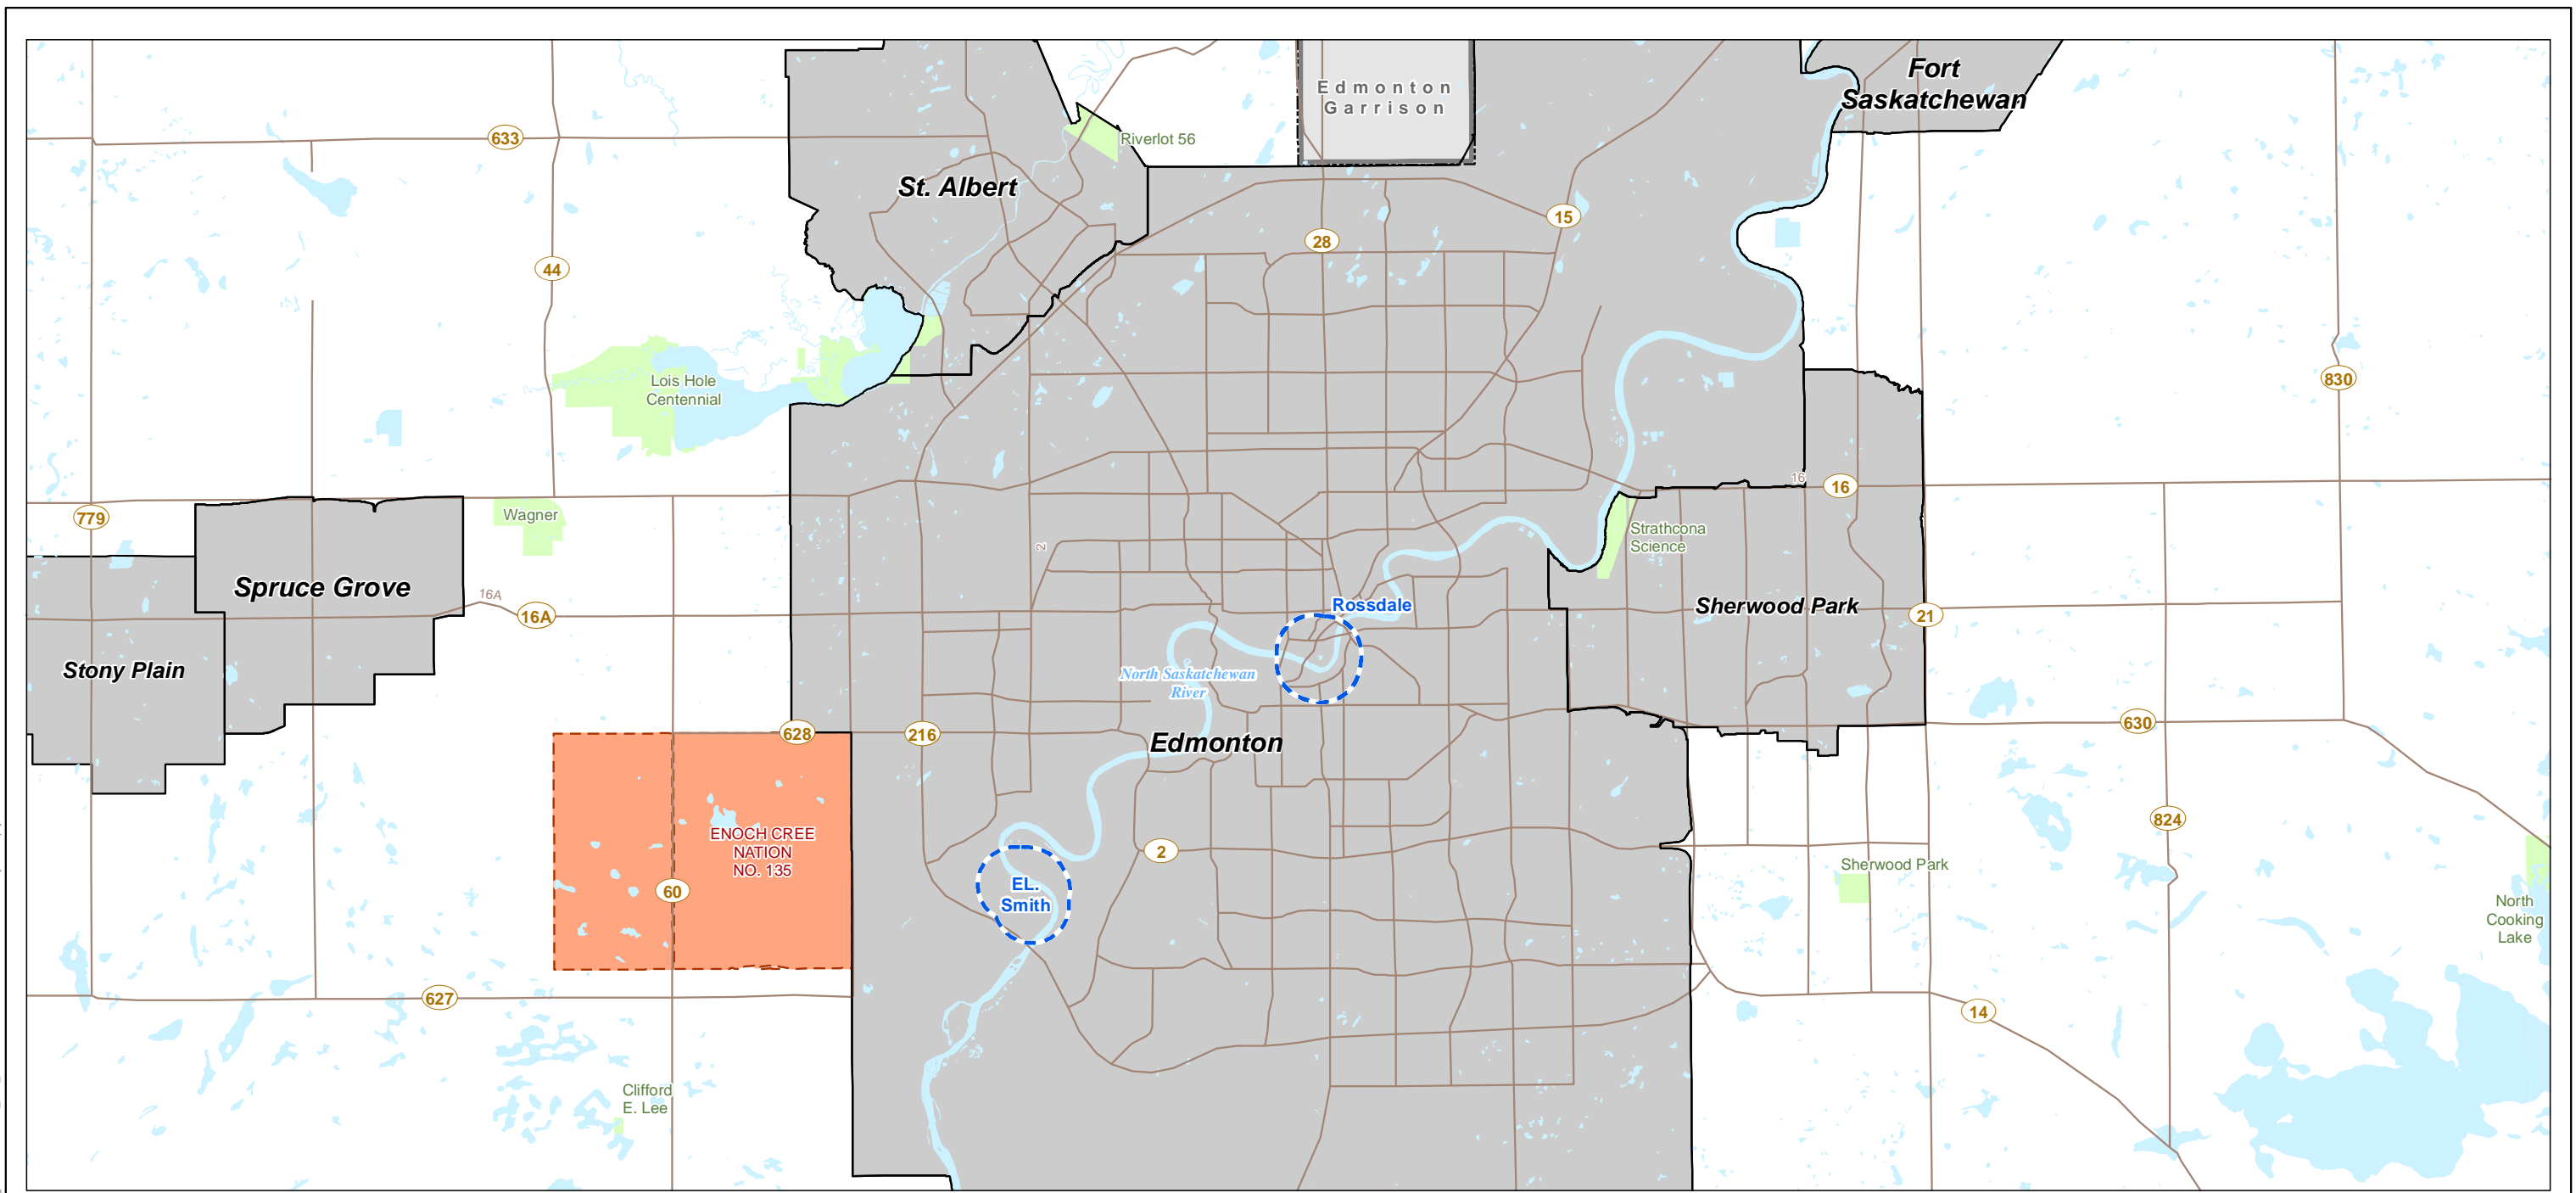 Fort
Saskatchewan
Edmonton
Garrison
633
Riverlot 56
St. Albert
15
28
44
Lois Hole
Centennial
830
16
16
779
Wagner
Strathcona
Science
2
Spruce Grove
16A
16A
Rossdale
Sherwood Park
21
Stony Plain
North Saskatchewan
River
628
216
Edmonton
630
ENOCH CREE
NATION
NO. 135
824
2
Sherwood Park
60
EL.
Smith
North
Cooking
Lake
627
14
Clifford
E. Lee